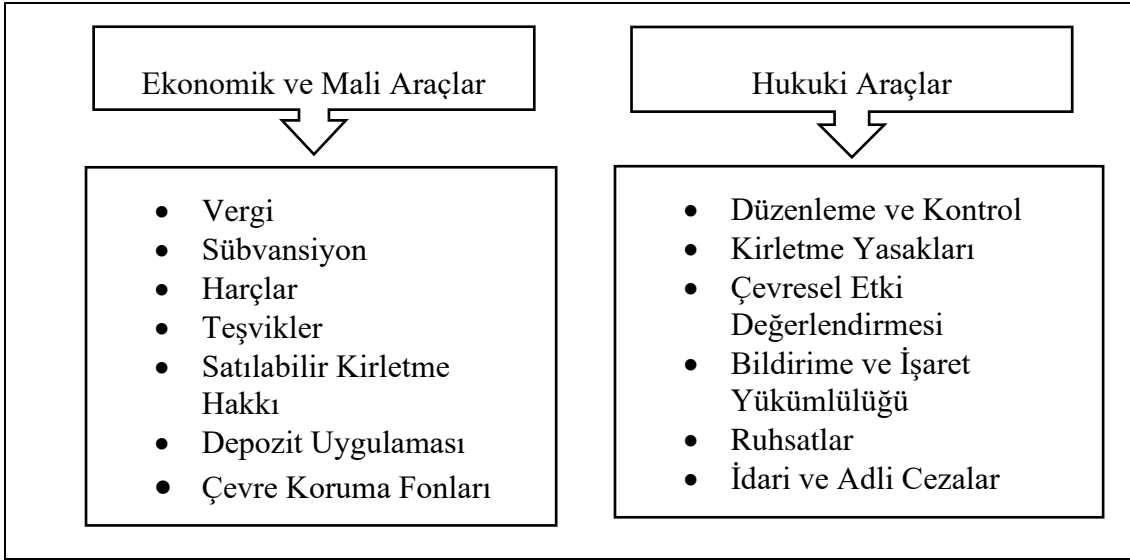 Ekonomik ve Mali Araçlar
• Vergi
• Sübvansiyon
• Harçlar
• Teşvikler
• Satılabilir Kirletme
Hakkı
• Depozit Uygulaması
• Çevre Koruma Fonları
Hukuki Araçlar
• Düzenleme ve Kontrol
• Kirletme Yasakları
• Çevresel Etki
Değerlendirmesi
• Bildirime ve İşaret
Yükümlülüğü
• Ruhsatlar
• İdari ve Adli Cezalar